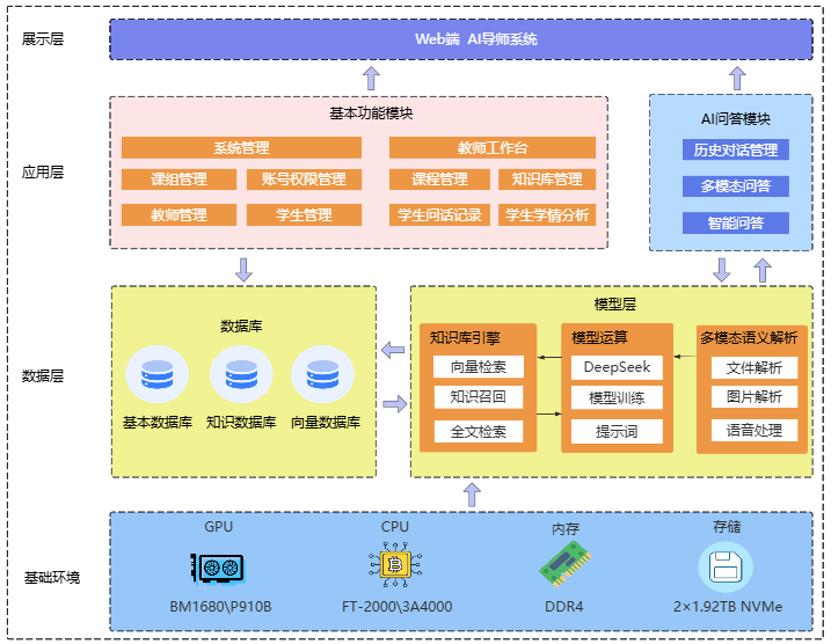 展示层
Web端 AI导师系统
应用层
基本功能模块
系统管理
教师工作台
课组管理
账号权限管理
课程管理
知识库管理
教师管理
学生管理
学生问话记录
学生学情分析
AI问答模块
历史对话管理
多模态问答
智能问答
数据层
数据库
基本数据库
知识数据库
向量数据库
模型层
知识库引擎
向量检索
知识召回
全文检索
模型运算
DeepSeek
模型训练
提示词
多模态语义解析
文件解析
图片解析
语音处理
基础环境
GPU
CPU
内存
存储
BM1680\P910B
FT-2000\3A4000
DDR4
2×1.92TB NVMe